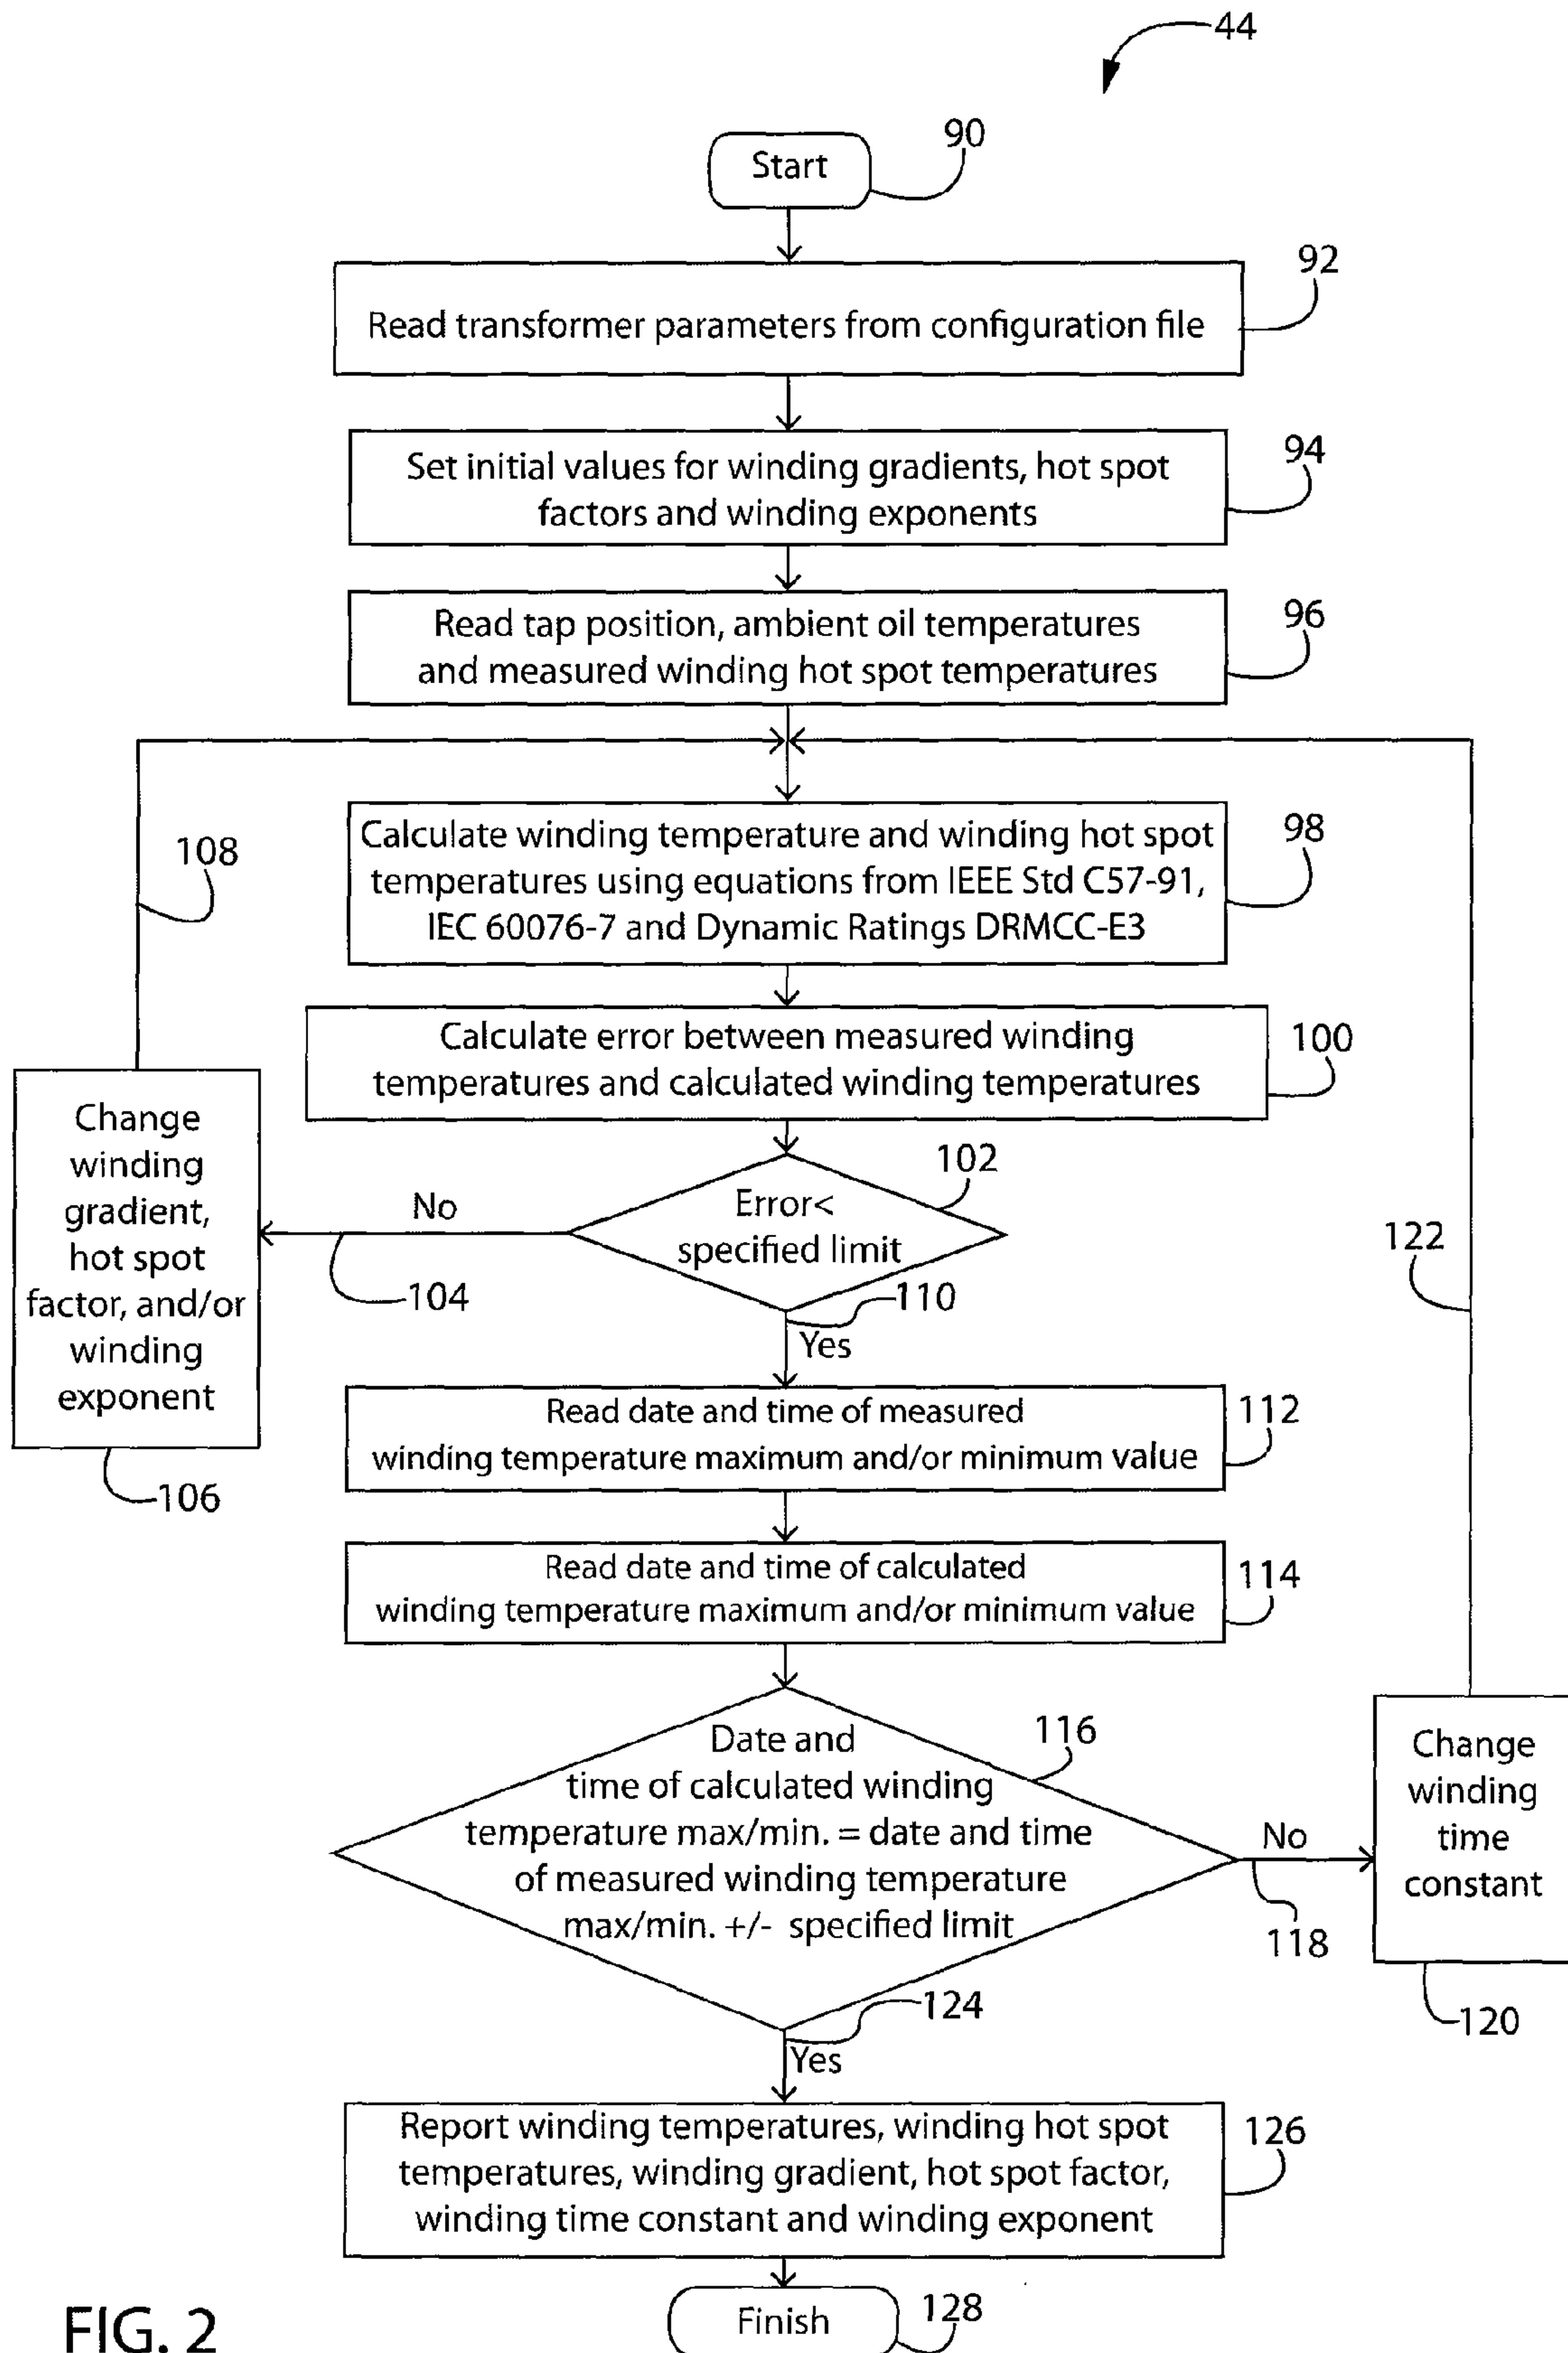 44
Start
90
92
Read transformer parameters from configuration file
Set initial values for winding gradients, hot spot
factors and winding exponents
94
Read tap position, ambient oil temperatures
and measured winding hot spot temperatures
96
Calculate winding temperature and winding hot spot
temperatures using equations from IEEE Std C57-91,
IEC 60076-7 and Dynamic Ratings DRMCC-E3
98
108
Calculate error between measured winding
temperatures and calculated winding temperatures
100
Change
winding
gradient,
hot spot
factor, and/or
winding
exponent
106
102
Error<
specified limit
No
104
110
Yes
122
Read date and time of measured
winding temperature maximum and/or minimum value
112
Read date and time of calculated
winding temperature maximum and/or minimum value
114
116
Date and
time of calculated winding
temperature max/min. = date and time
of measured winding temperature
max/min. +/- specified limit
No
118
Change
winding
time
constant
120
124
Yes
Report winding temperatures, winding hot spot
temperatures, winding gradient, hot spot factor,
winding time constant and winding exponent
126
Finish
128
FIG. 2